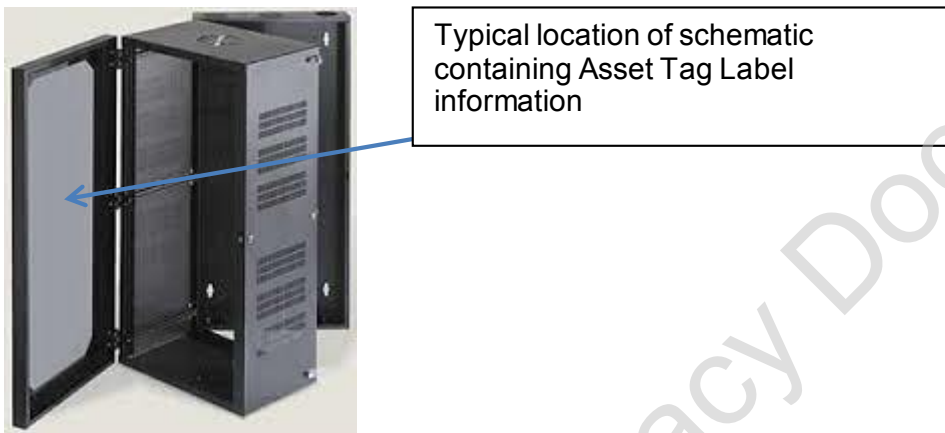 Typical location of schematic
containing Asset Tag Label
information